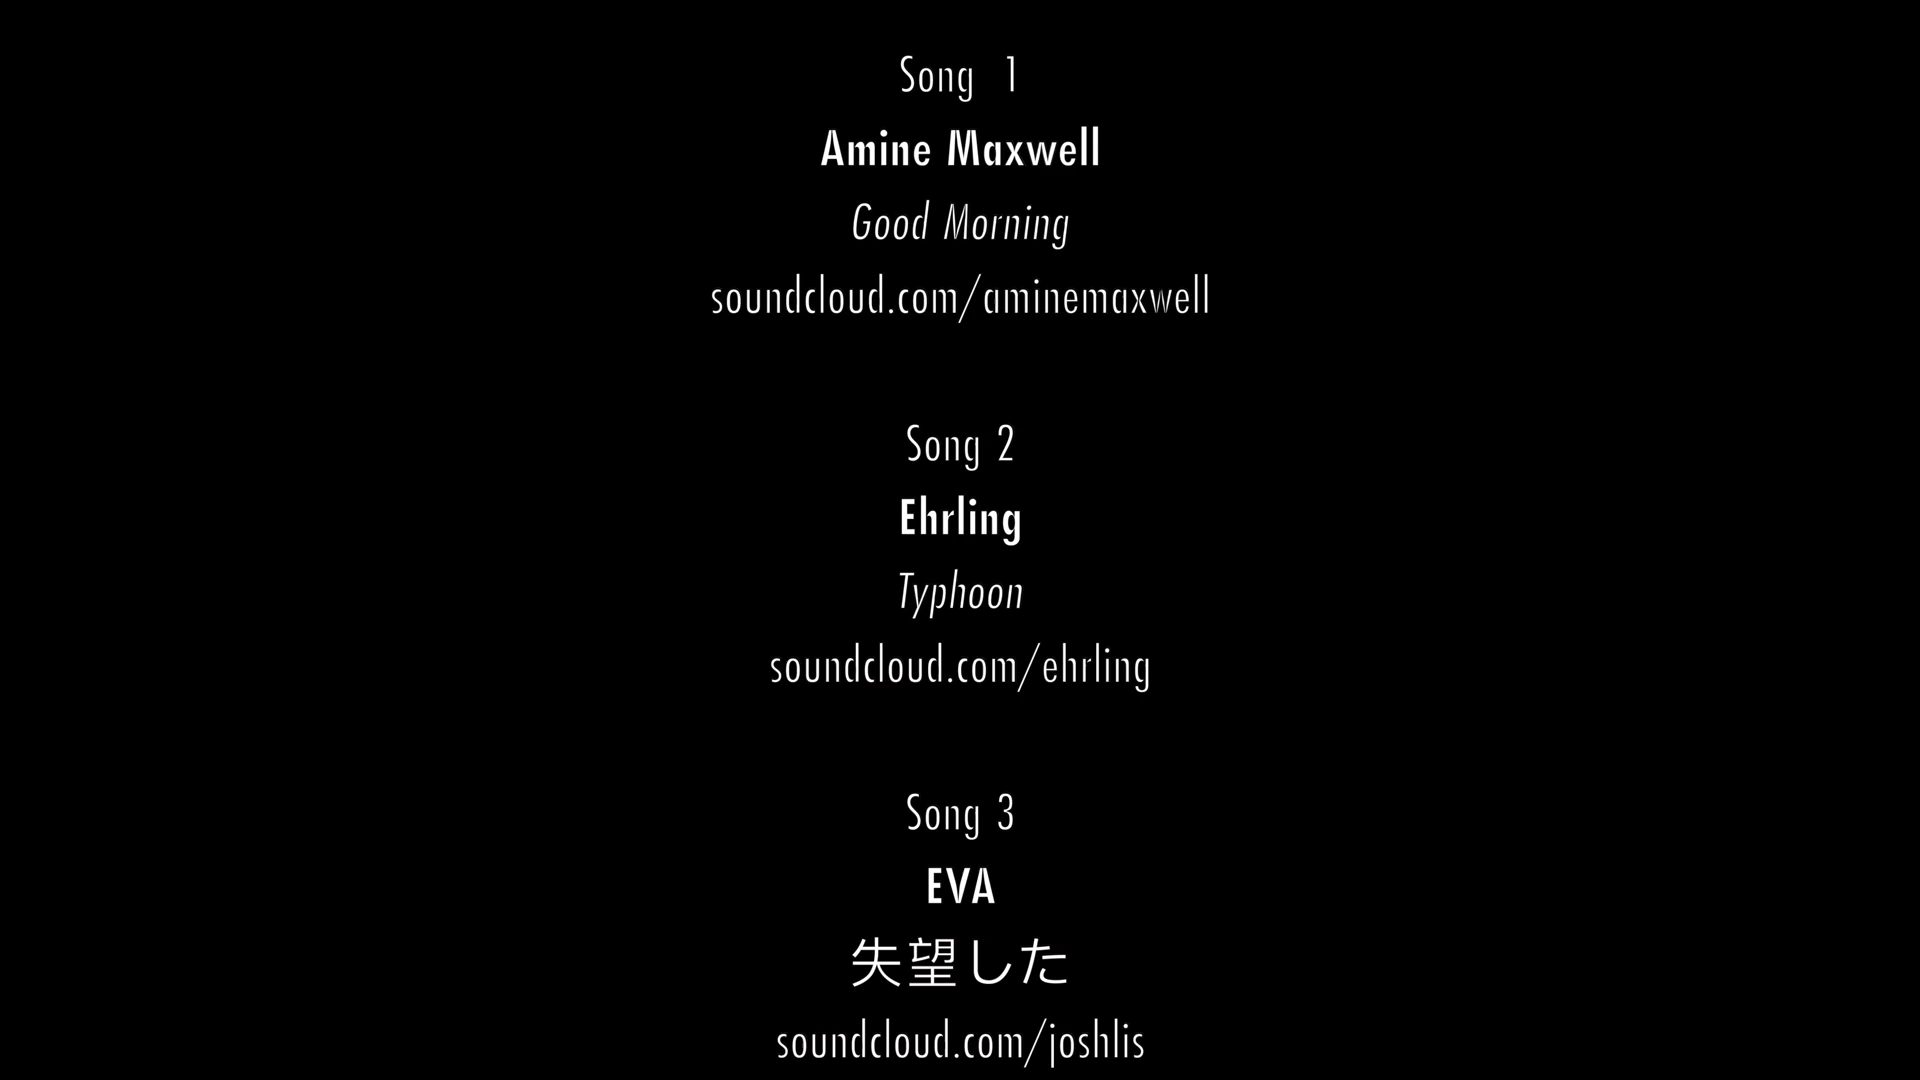 Song 1
Amine Maxwell
Good Morning
soundcloud.com/aminemaxwell
Song 2
Ehrling
Typhoon
soundcloud.com/ehrling
Song 3
EVA
失望した
soundcloud.com/joshlis